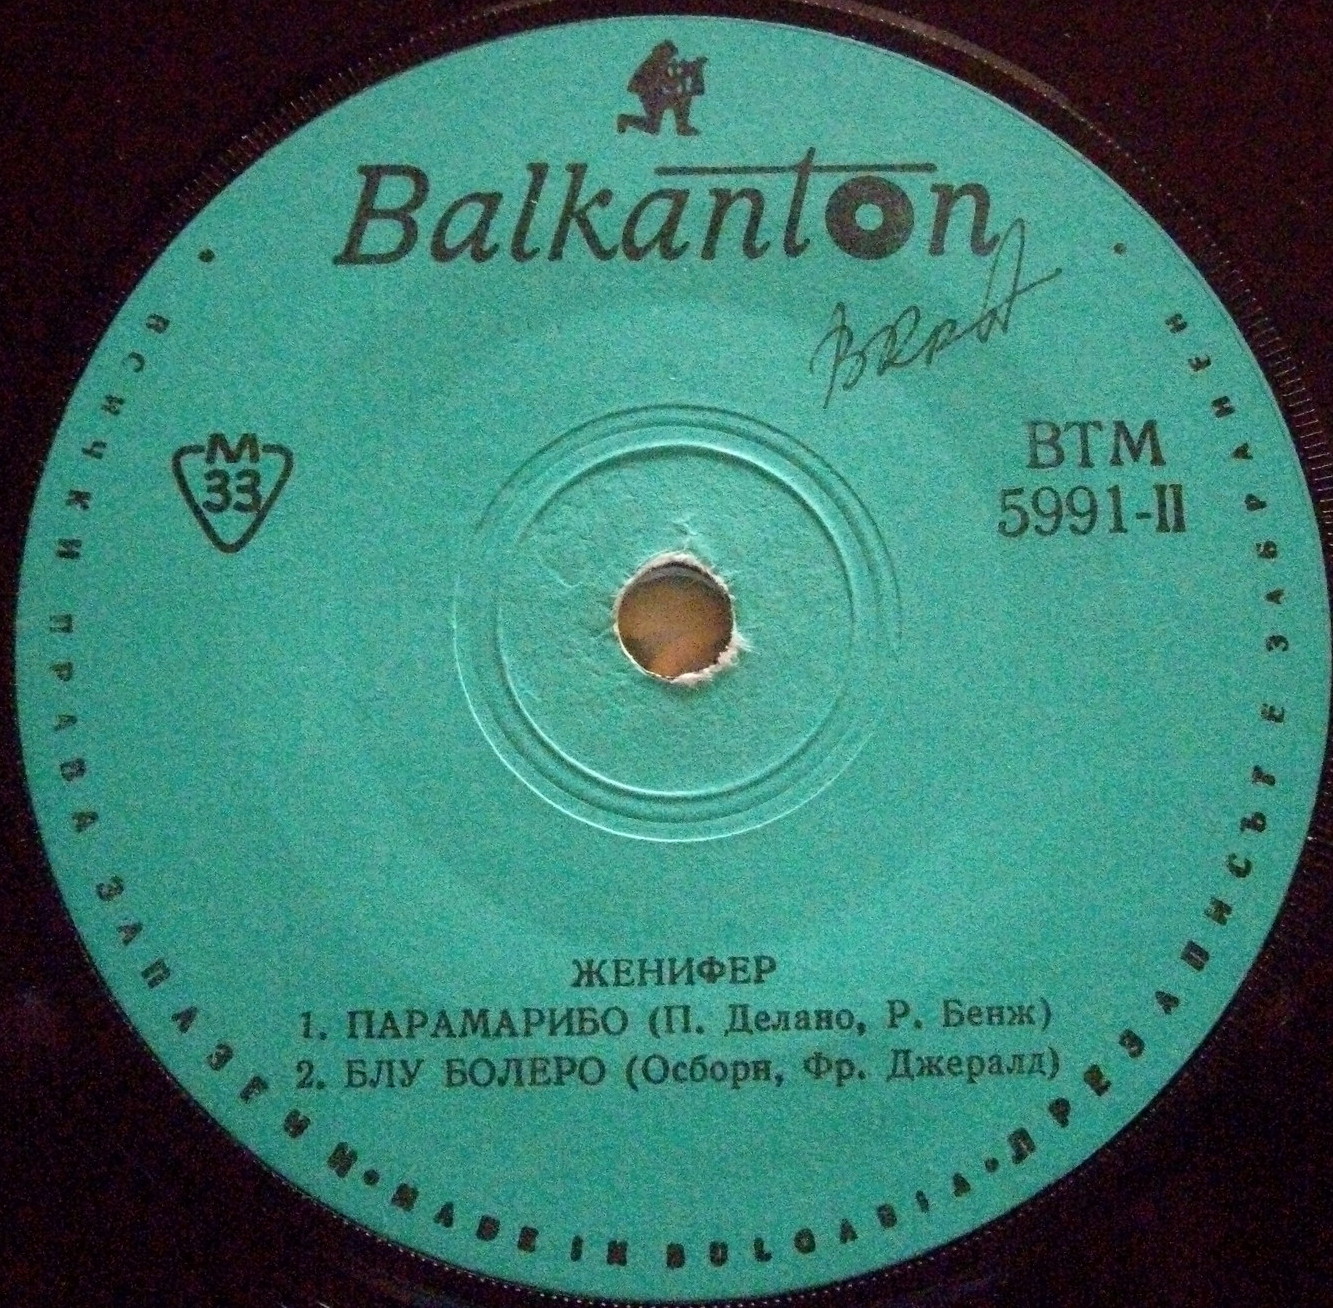 Balkanton
M
33
BTM
5991-II
ЖЕНИФЕР
1. ПАРАМАРИБО (П. Делано, Р. Бенж)
2. БЛУ БОЛЕРО (Осборн, Фр. Джералд)
ВСИЧКИ ПРАВА ЗАПАЗЕНИ • MADE IN BULGARIA • ПРЕЗАПИСЪТ Е ЗАБРАНЕН